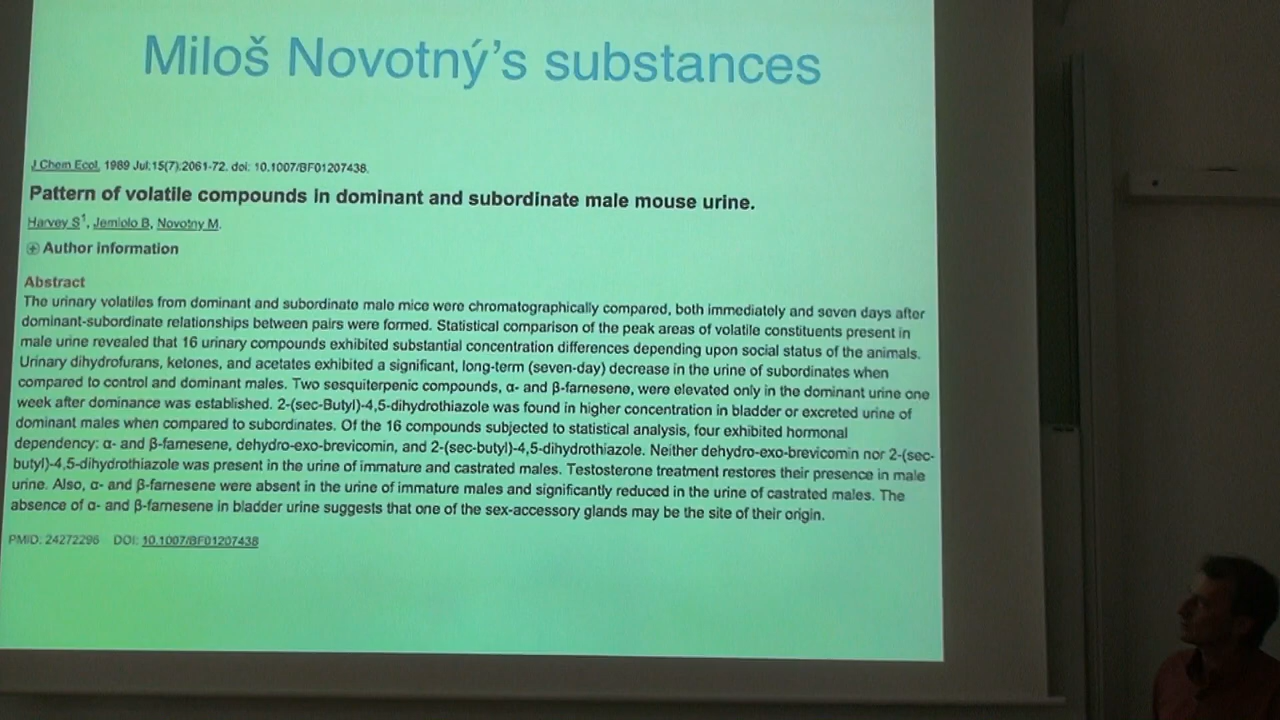 Miloš Novotný's substances
J Chem Ecol. 1989 Jul;15(7):2061-72. doi: 10.1007/BF01207438.
Pattern of volatile compounds in dominant and subordinate male mouse urine.
Harvey S1, Jemiolo B, Novotny M.
Author information
Abstract
The urinary volatiles from dominant and subordinate male mice were chromatographically compared, both immediately and seven days after
dominant-subordinate relationships between pairs were formed. Statistical comparison of the peak areas of volatile constituents present in
male urine revealed that 16 urinary compounds exhibited substantial concentration differences depending upon social status of the animals.
Urinary dihydrofurans, ketones, and acetates exhibited a significant, long-term (seven-day) decrease in the urine of subordinates when
compared to control and dominant males. Two sesquiterpenic compounds, α- and β-farnesene, were elevated only in the dominant urine one
week after dominance was established. 2-(sec-Butyl)-4,5-dihydrothiazole was found in higher concentration in bladder or excreted urine of
dominant males when compared to subordinates. Of the 16 compounds subjected to statistical analysis, four exhibited hormonal
dependency: α- and β-farnesene, dehydro-exo-brevicomin, and 2-(sec-butyl)-4,5-dihydrothiazole. Neither dehydro-exo-brevicomin nor 2-(sec-
butyl)-4,5-dihydrothiazole was present in the urine of immature and castrated males. Testosterone treatment restores their presence in male
urine. Also, α- and β-farnesene were absent in the urine of immature males and significantly reduced in the urine of castrated males. The
absence of α- and β-farnesene in bladder urine suggests that one of the sex-accessory glands may be the site of their origin.
PMID: 24272296 DOI: 10.1007/BF01207438